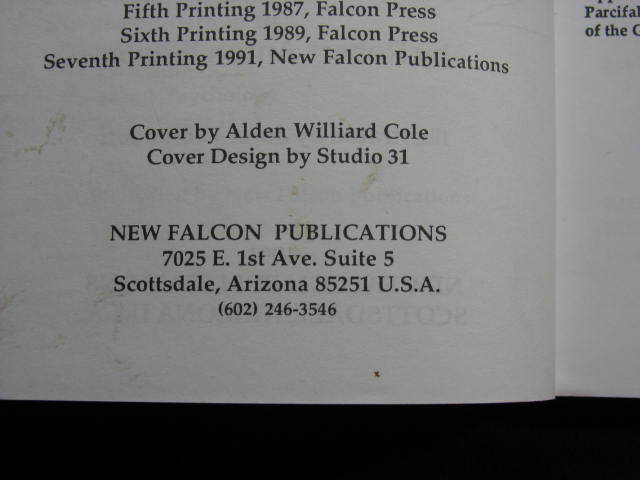 Fifth Printing 1987, Falcon Press
Sixth Printing 1989, Falcon Press
Seventh Printing 1991, New Falcon Publications
Cover by Alden Williard Cole
Cover Design by Studio 31
NEW FALCON PUBLICATIONS
7025 E. 1st Ave. Suite 5
Scottsdale, Arizona 85251 U.S.A.
(602) 246-3546
Parcifal
of the